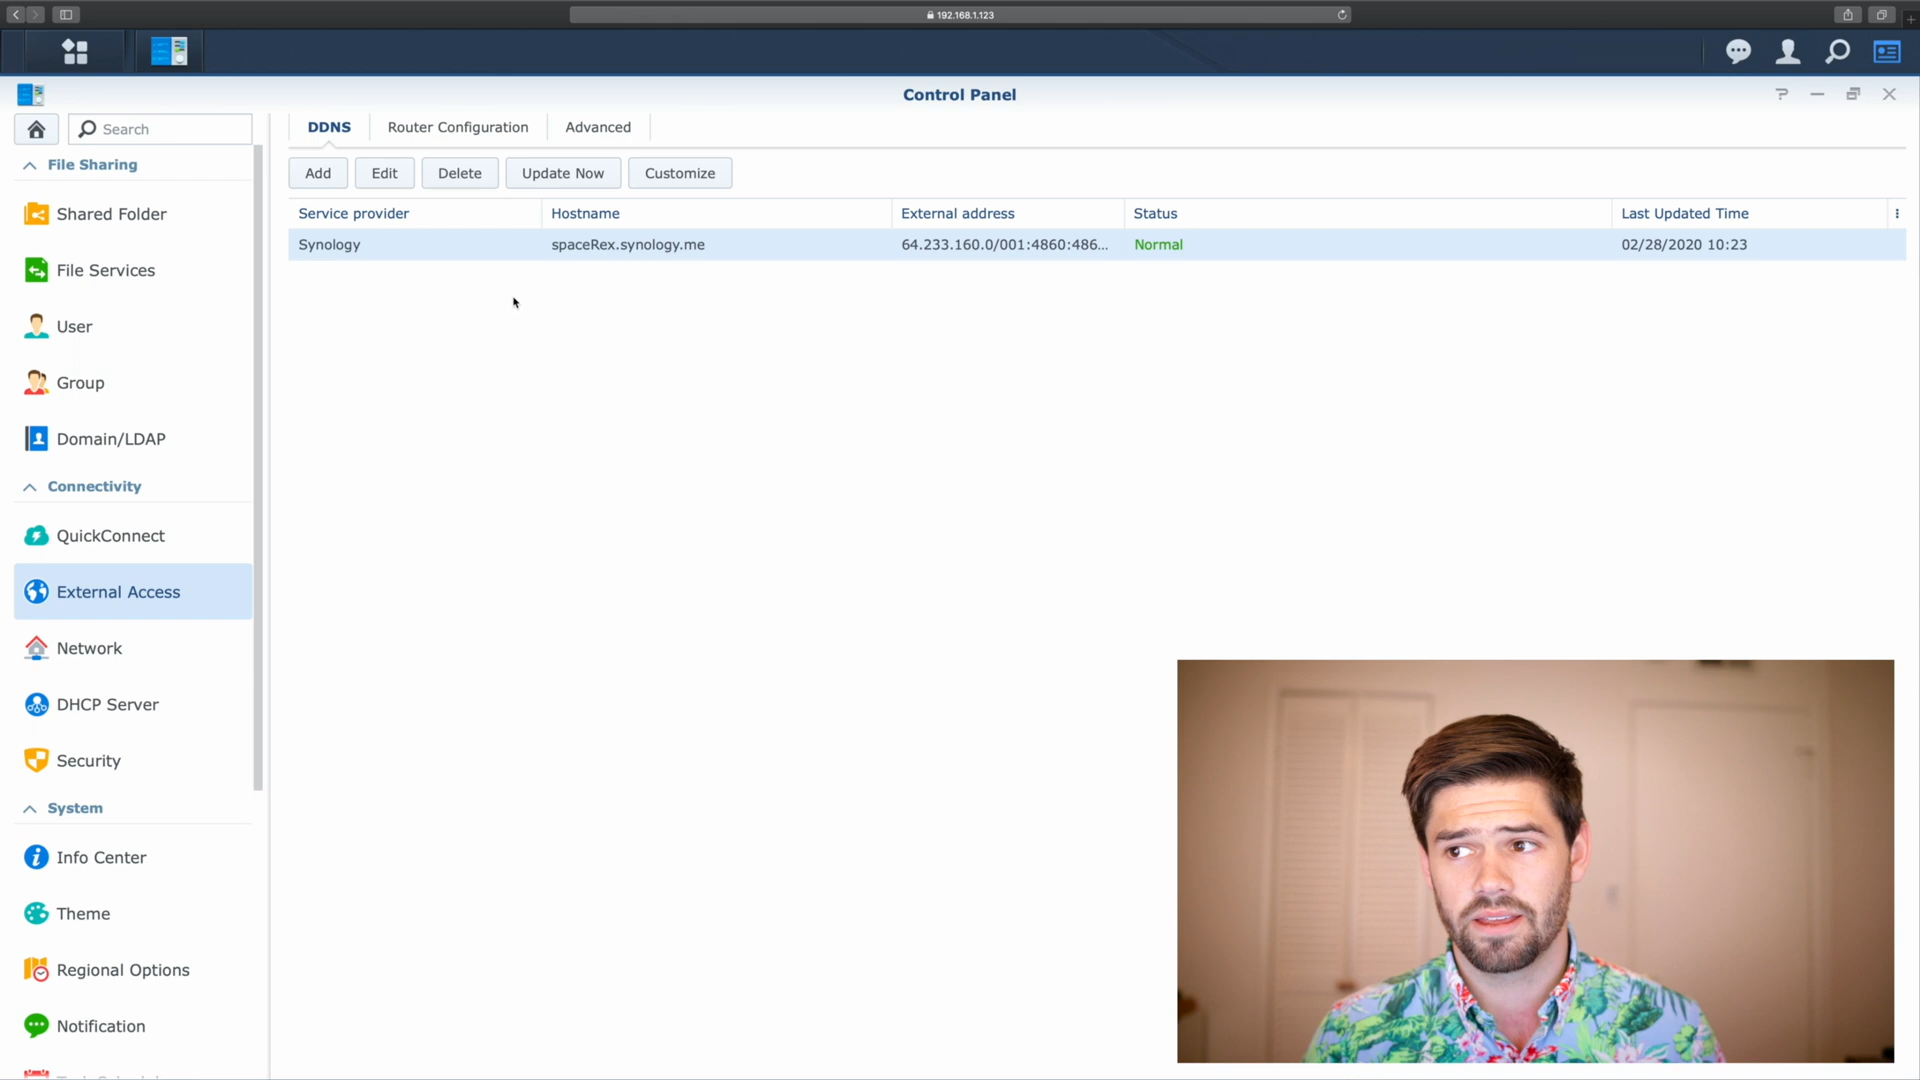 192.168.1.123
Control Panel
Search
DDNS Router Configuration Advanced
File Sharing
Add Edit Delete Update Now Customize
Service provider Hostname External address Status Last Updated Time
Shared Folder
Synology spaceRex.synology.me 64.233.160.0/001:4860:486... Normal 02/28/2020 10:23
File Services
User
Group
Domain/LDAP
Connectivity
QuickConnect
External Access
Network
DHCP Server
Security
System
Info Center
Theme
Regional Options
Notification